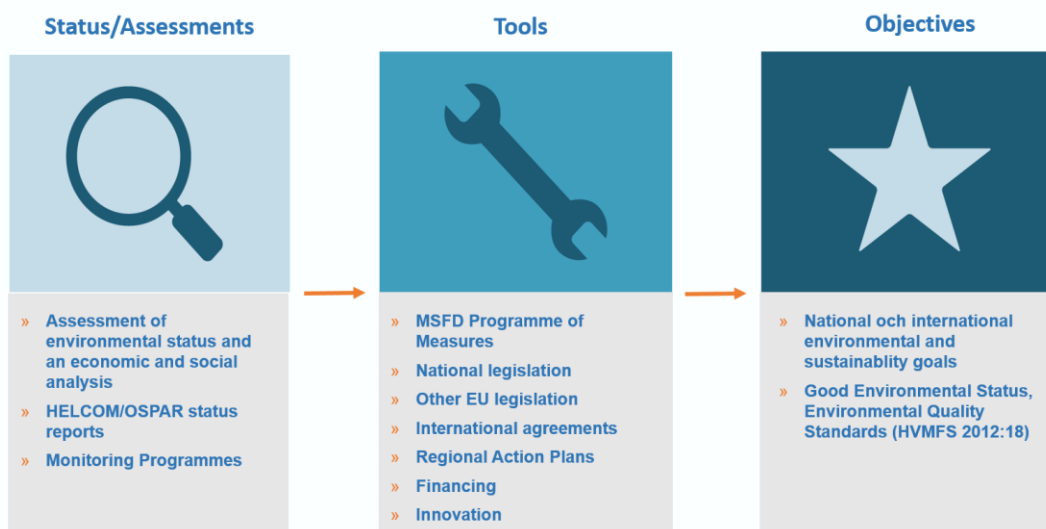 Status/Assessments
» Assessment of
environmental status and
an economic and social
analysis
» HELCOM/OSPAR status
reports
» Monitoring Programmes
Tools
» MSFD Programme of
Measures
» National legislation
» Other EU legislation
» International agreements
» Regional Action Plans
» Financing
» Innovation
Objectives
» National och international
environmental and
sustainablity goals
» Good Environmental Status,
Environmental Quality
Standards (HVMFS 2012:18)